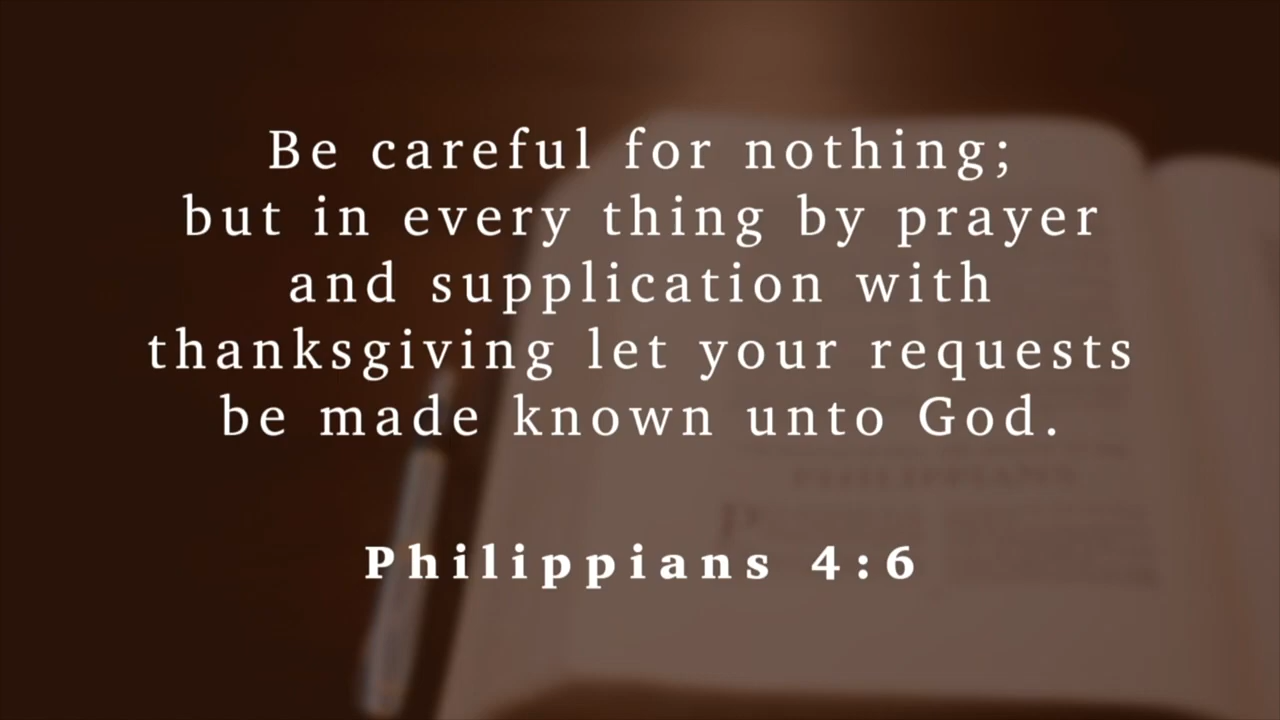 Be careful for nothing;
but in every thing by prayer
and supplication with
thanksgiving let your requests
be made known unto God.
Philippians 4:6
PHILIPPIANS